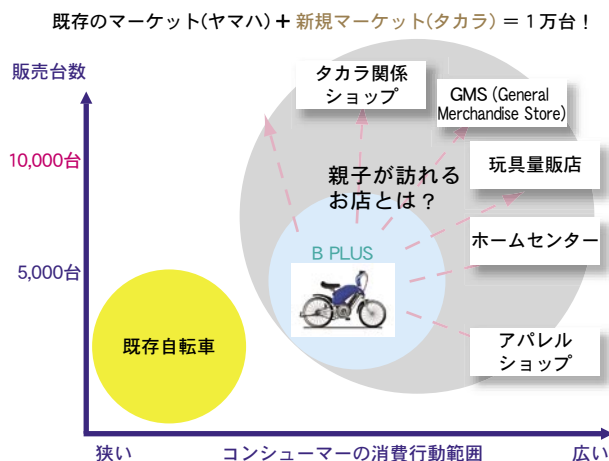 既存のマーケット(ヤマハ)＋新規マーケット(タカラ)＝1万台！
販売台数
タカラ関係
ショップ
GMS (General
Merchandise Store)
10,000台
玩具量販店
親子が訪れる
お店とは？
ホームセンター
B PLUS
5,000台
既存自転車
アパレル
ショップ
狭い
コンシューマーの消費行動範囲
広い